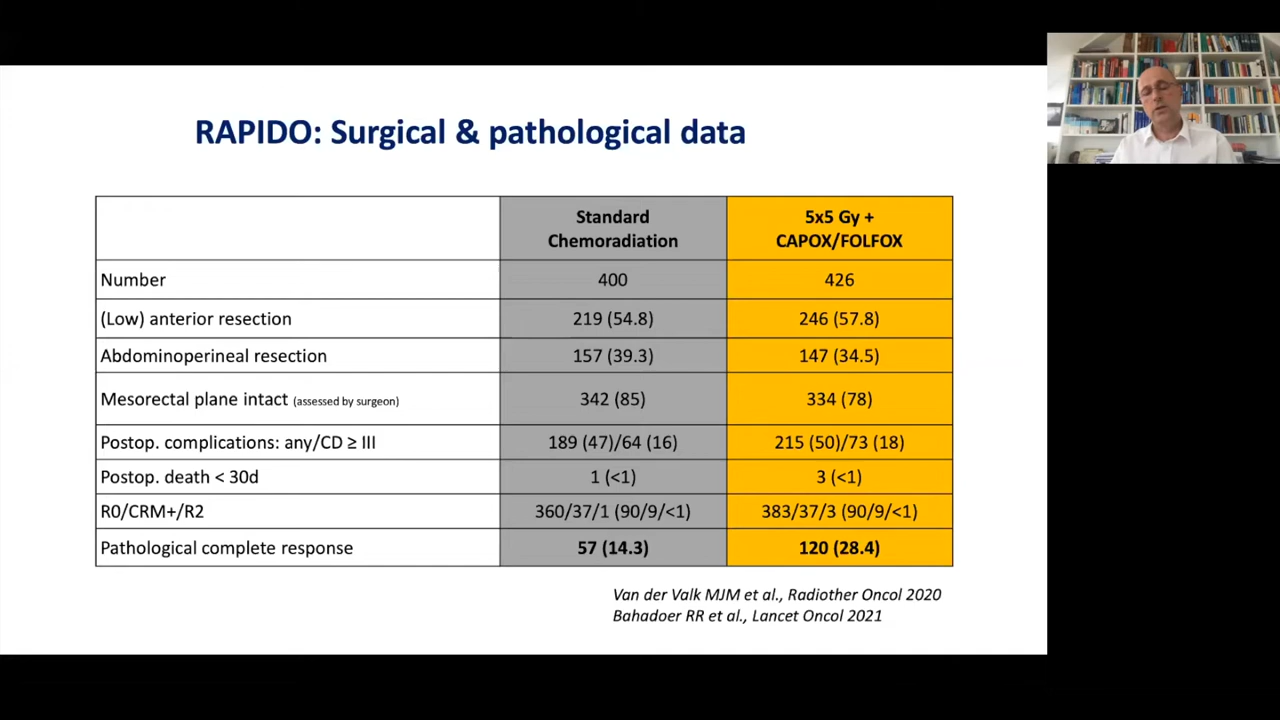 RAPIDO: Surgical & pathological data
Standard Chemoradiation
5x5 Gy + CAPOX/FOLFOX
Number 400 426
(Low) anterior resection 219 (54.8) 246 (57.8)
Abdominoperineal resection 157 (39.3) 147 (34.5)
Mesorectal plane intact (assessed by surgeon) 342 (85) 334 (78)
Postop. complications: any/CD ≥ III 189 (47)/64 (16) 215 (50)/73 (18)
Postop. death < 30d 1 (<1) 3 (<1)
R0/CRM+/R2 360/37/1 (90/9/<1) 383/37/3 (90/9/<1)
Pathological complete response 57 (14.3) 120 (28.4)
Van der Valk MJM et al., Radiother Oncol 2020
Bahadoer RR et al., Lancet Oncol 2021